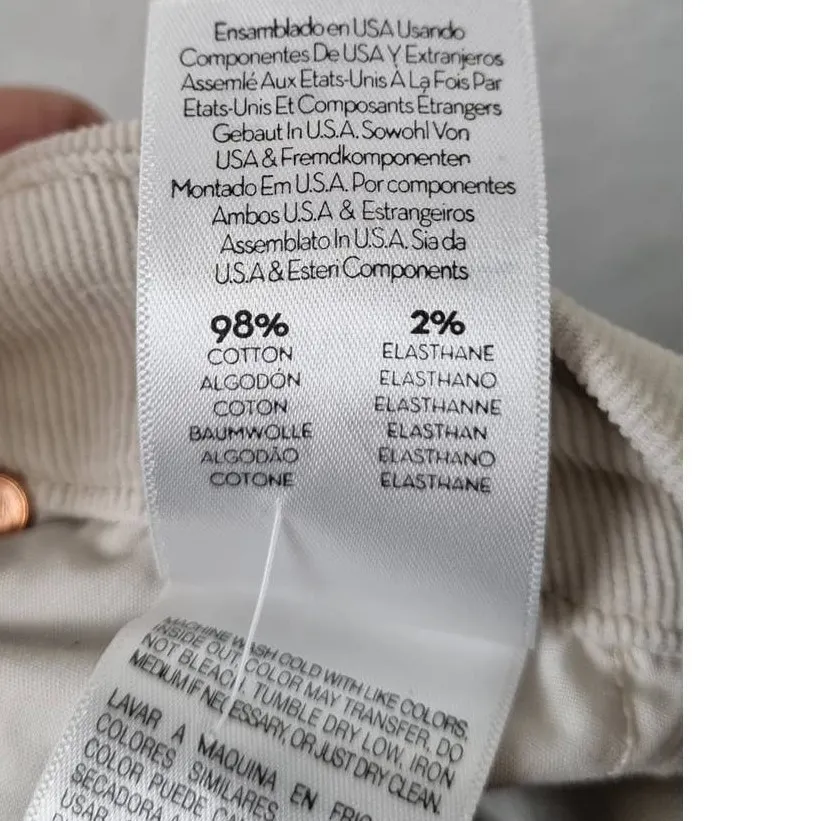 Ensamblado en USA Usando
Componentes De USA Y Extranjeros
Assemlé Aux Etats-Unis À La Fois Par
Etats-Unis Et Composants Étrangers
Gebaut In U.S.A. Sowohl Von
USA & Fremdkomponenten
Montado Em U.S.A. Por componentes
Ambos U.S.A & Estrangeiros
Assemblato In U.S.A. Sia da
U.S.A & Esteri Components
98% 2%
COTTON ELASTHANE
ALGODÓN ELASTHANO
COTON ELASTHANNE
BAUMWOLLE ELASTHAN
ALGODÃO ELASTHANO
COTONE ELASTHANE
MACHINE WASH COLD WITH LIKE COLORS,
INSIDE OUT. COLOR MAY TRANSFER. DO
NOT BLEACH. TUMBLE DRY LOW. IRON
MEDIUM IF NECESSARY, OR JUST DRY CLEAN.
LAVAR A MAQUINA EN
COLORES SIMILARES
COLOR PUEDE
SECADORA
USAR